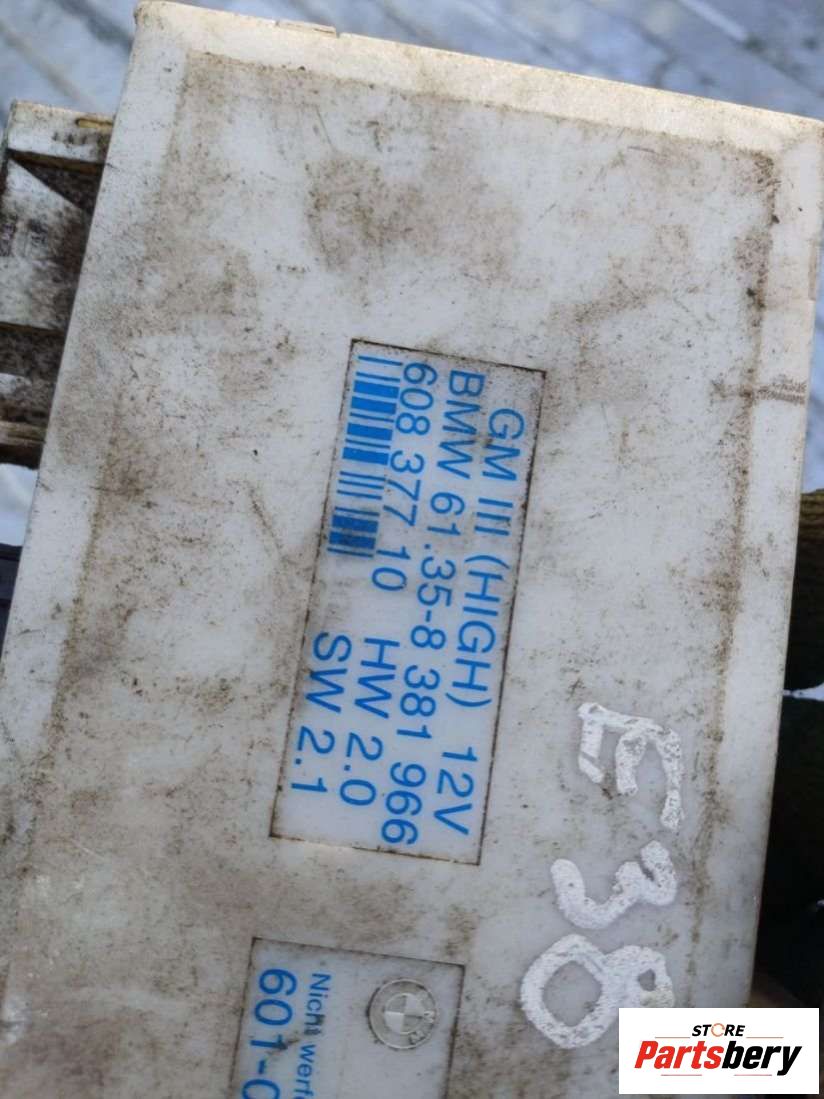 GM III (HIGH) 12V
BMW 61.35-8 381 966
608 377 10 HW 2.0
SW 2.1
E38
Nicht
601-0
STORE
Partsbery